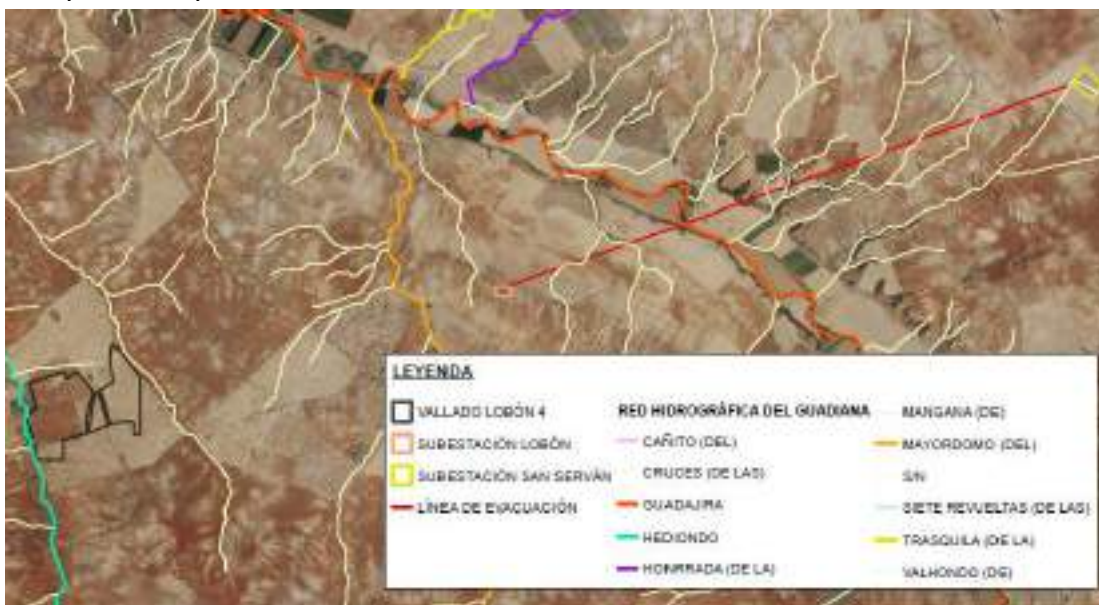 LEYENDA
VALLADO LOBÓN 4
SUBESTACIÓN LOBÓN
SUBESTACIÓN SAN SERVÁN
LÍNEA DE EVACUACIÓN
RED HIDROGRÁFICA DEL GUADIANA
CAÑITO (DEL)
CRUCES (DE LAS)
GUADAJIRA
HEDIONDO
HONRRADA (DE LA)
MANGANA (DE)
MAYORDOMO (DEL)
S/N
SIETE REVUELTAS (DE LAS)
TRASQUILA (DE LA)
VALHONDO (DE)